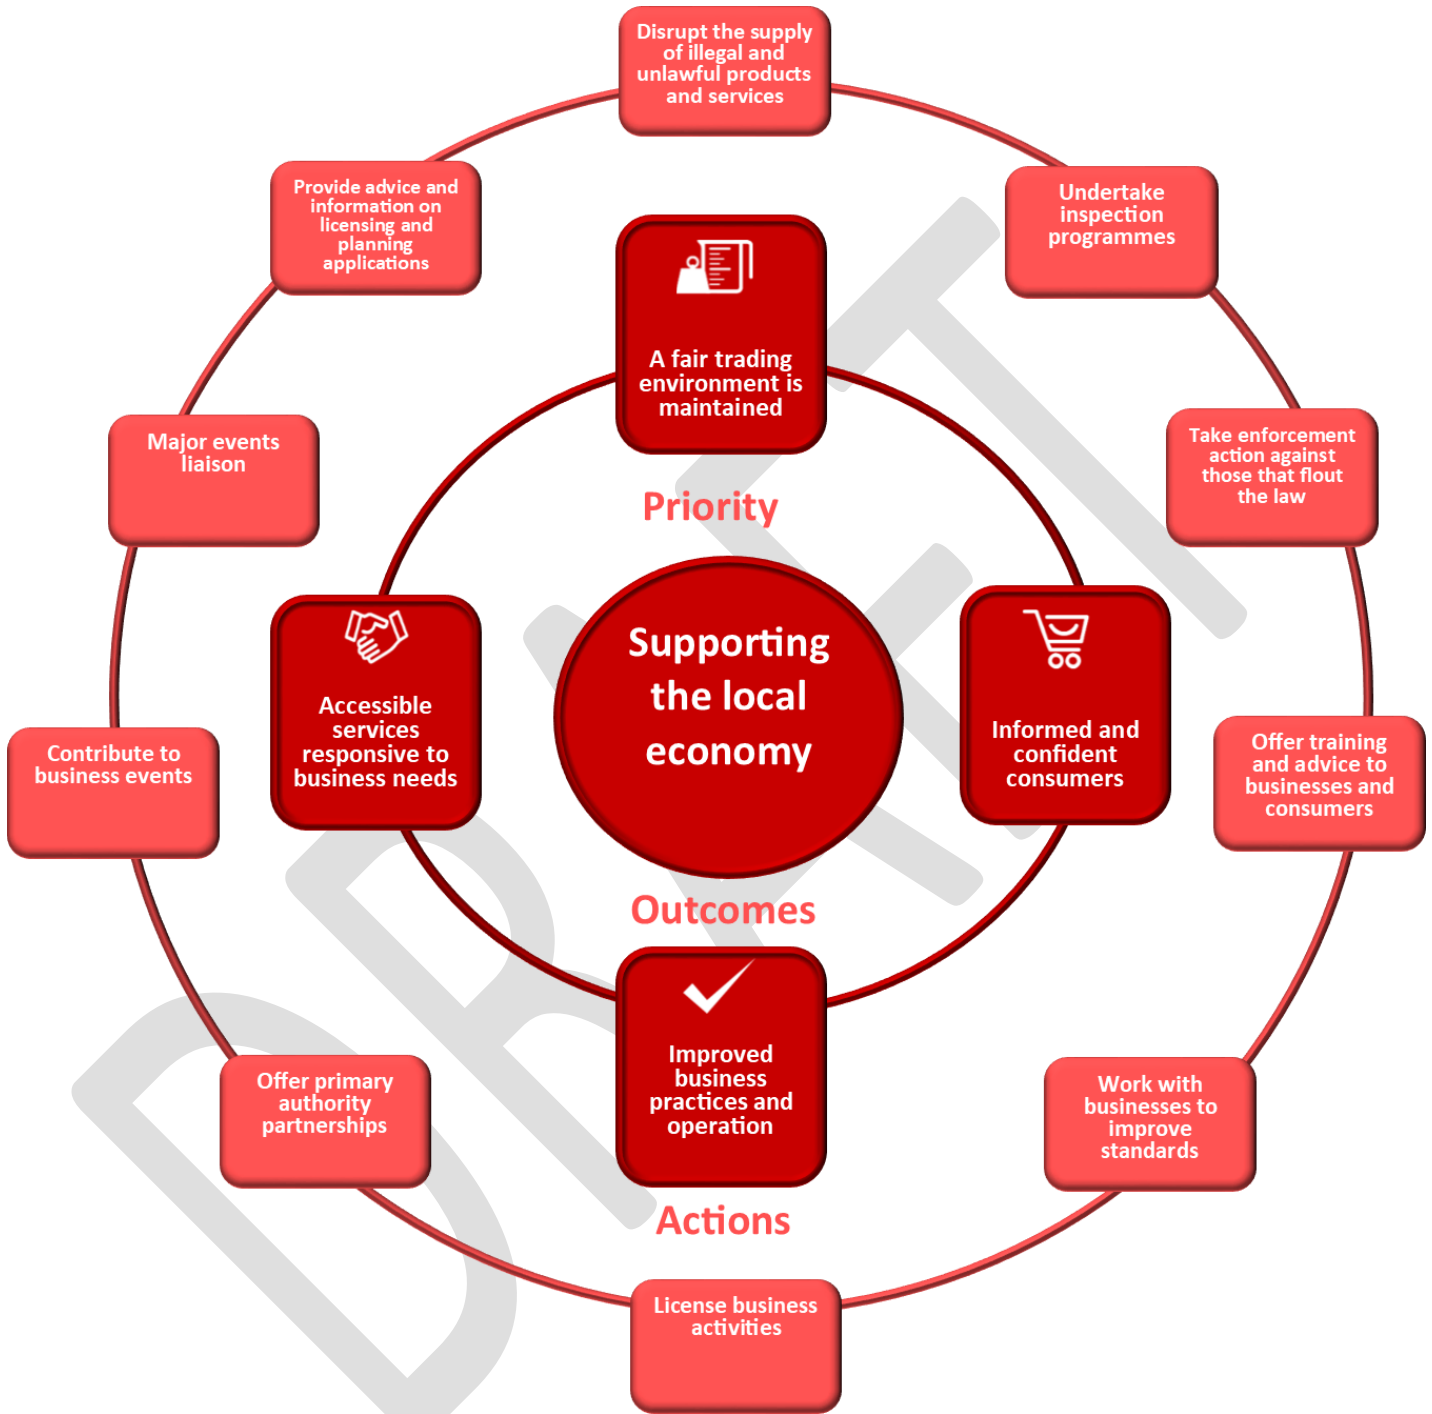 Disrupt the supply
of illegal and
unlawful products
and services
Undertake
inspection
programmes
Take enforcement
action against
those that flout
the law
Offer training
and advice to
businesses and
consumers
Work with
businesses to
improve
standards
License business
activities
Offer primary
authority
partnerships
Contribute to
business events
Major events
liaison
Provide advice and
information on
licensing and
planning
applications
A fair trading
environment is
maintained
Informed and
confident
consumers
Improved
business
practices and
operation
Accessible
services
responsive to
business needs
Priority
Supporting
the local
economy
Outcomes
Actions
DRAFT